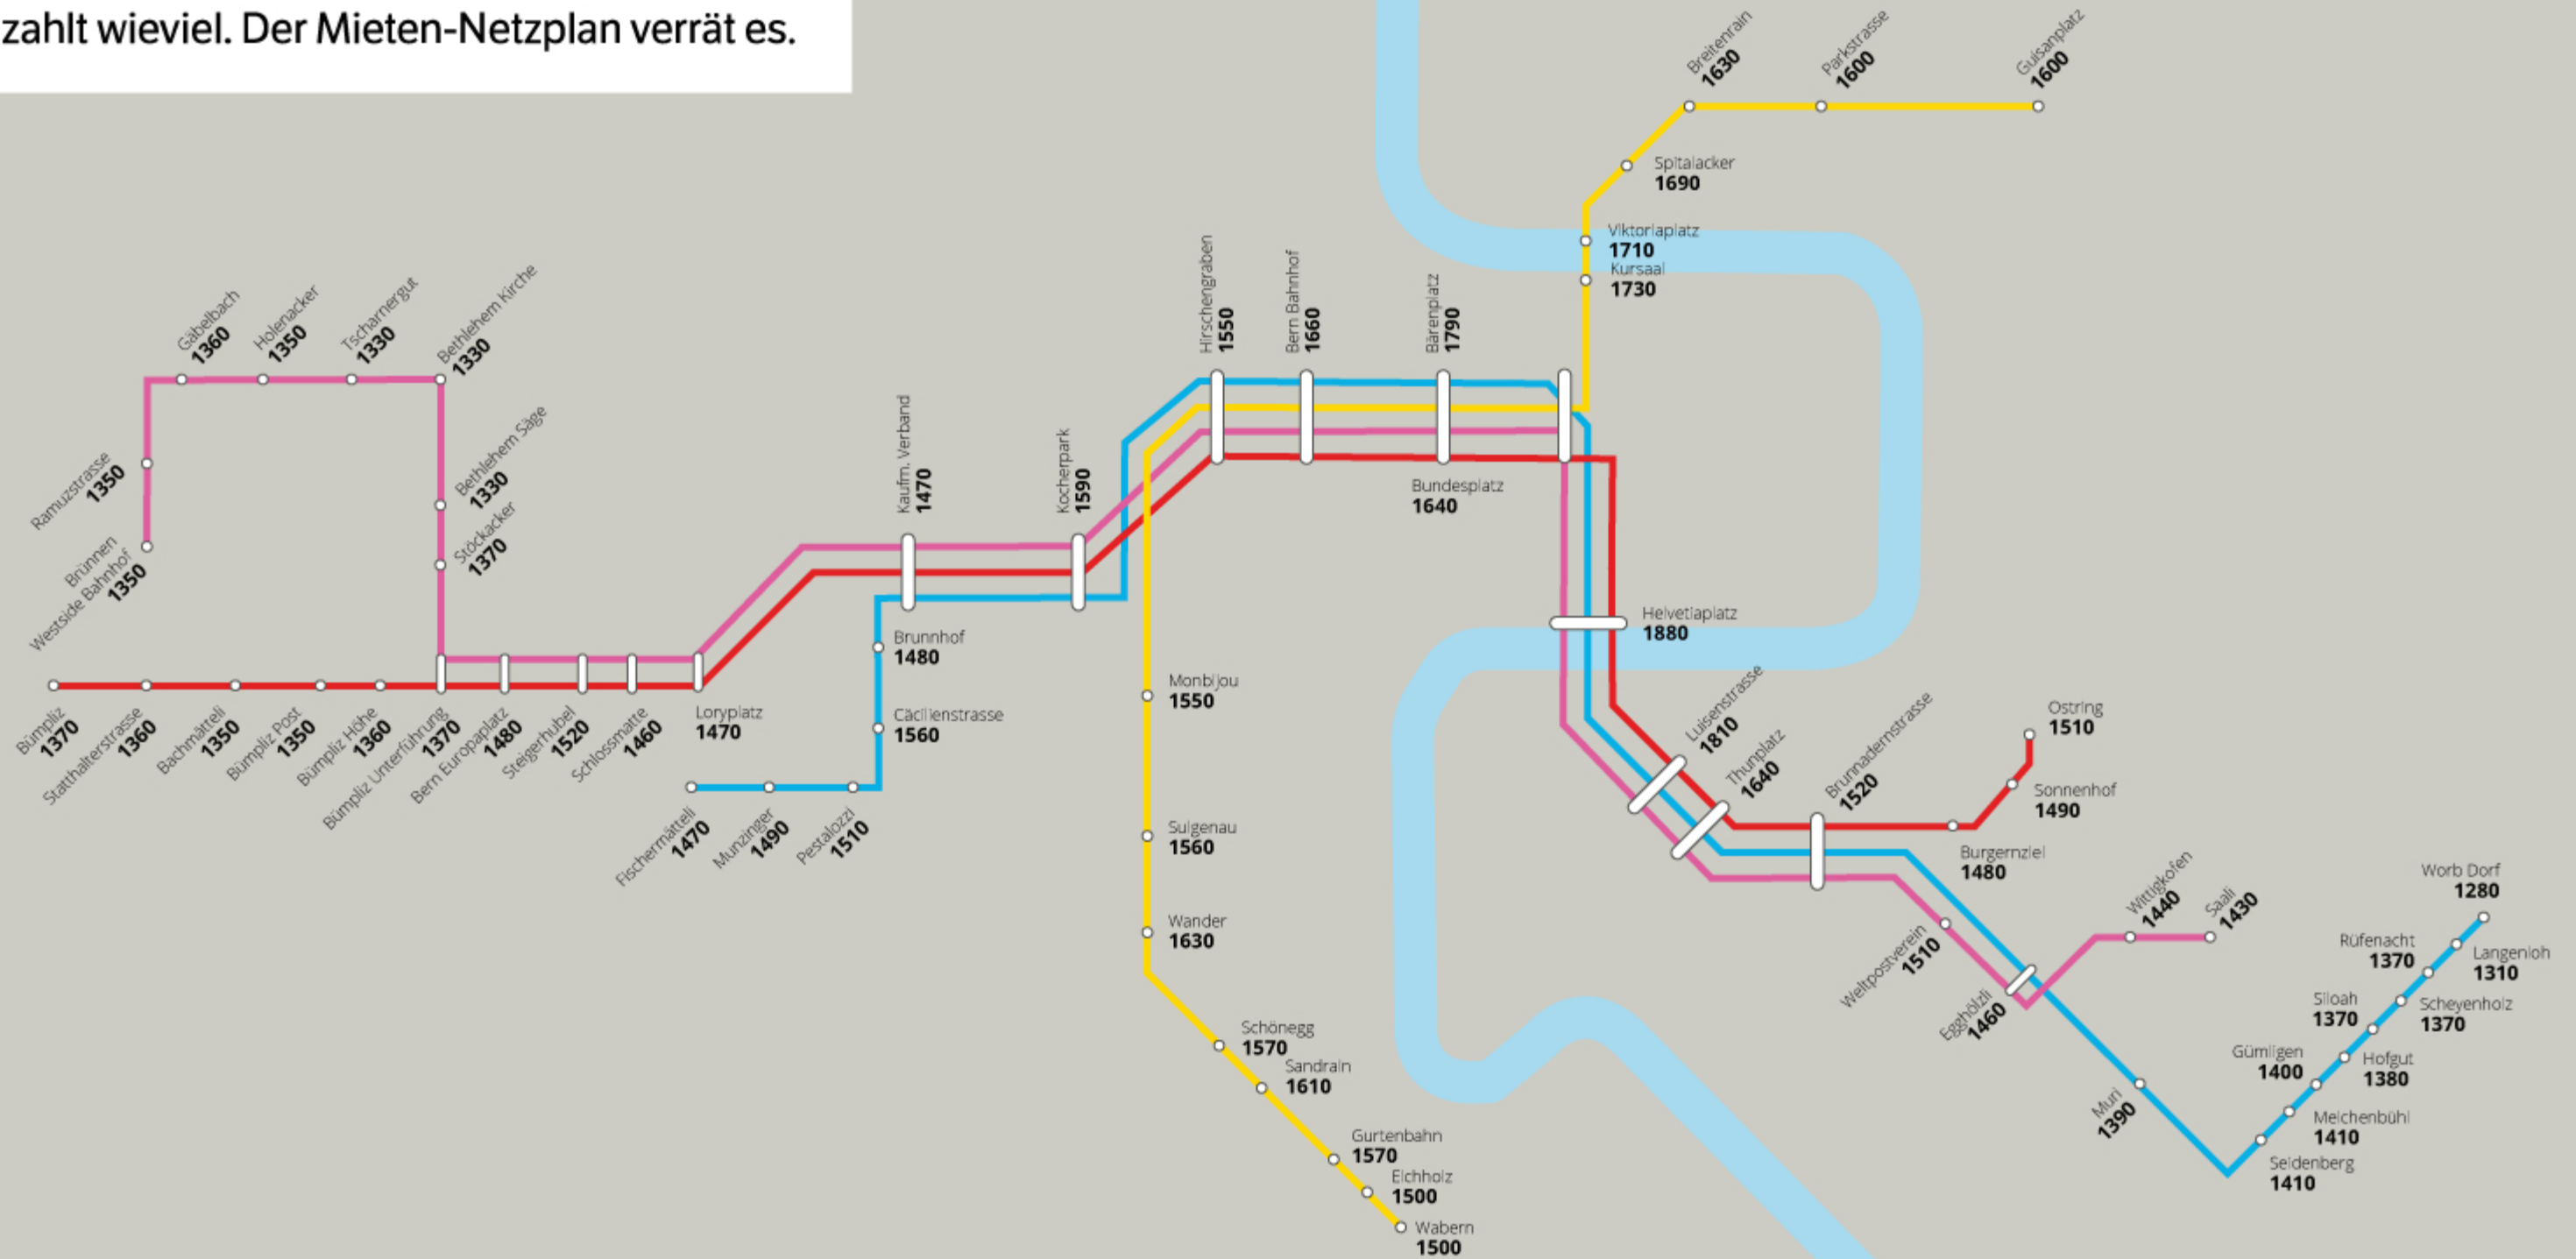 zahlt wieviel. Der Mieten-Netzplan verrät es.
Breitenrain
1630
Parkstrasse
1600
Guisanplatz
1600
Spitalacker
1690
Viktoriaplatz
1710
Kursaal
1730
Hirschengraben
1550
Bern Bahnhof
1660
Bärenplatz
1790
Bundesplatz
1640
Gäbelbach
1360
Holenacker
1350
Tscharnergut
1330
Bethlehem Kirche
1330
Ramuzstrasse
1350
Brünnen
Westside Bahnhof
1350
Bethlehem Säge
1330
Stöckacker
1370
Kaufm. Verband
1470
Kocherpark
1590
Bümpliz
1370
Statthalterstrasse
1360
Bachmätteli
1350
Bümpliz Post
1350
Bümpliz Höhe
1360
Bümpliz Unterführung
1370
Bern Europaplatz
1480
Steigerhubel
1520
Schlossmatte
1460
Loryplatz
1470
Brunnhof
1480
Cäcilienstrasse
1560
Fischermätteli
1470
Munzinger
1490
Pestalozzi
1510
Monbijou
1550
Sulgenau
1560
Wander
1630
Schönegg
1570
Sandrain
1610
Gurtenbahn
1570
Eichholz
1500
Wabern
1500
Helvetiaplatz
1880
Luisenstrasse
1810
Thunplatz
1640
Brunnadernstrasse
1520
Ostring
1510
Sonnenhof
1490
Burgernziel
1480
Weltpostverein
1510
Egghölzli
1460
Wittigkofen
1440
Saali
1430
Worb Dorf
1280
Langenloh
1310
Rüfenacht
1370
Scheyenholz
1370
Siloah
1370
Hofgut
1380
Gümligen
1400
Melchenbühl
1410
Seidenberg
1410
Muri
1390